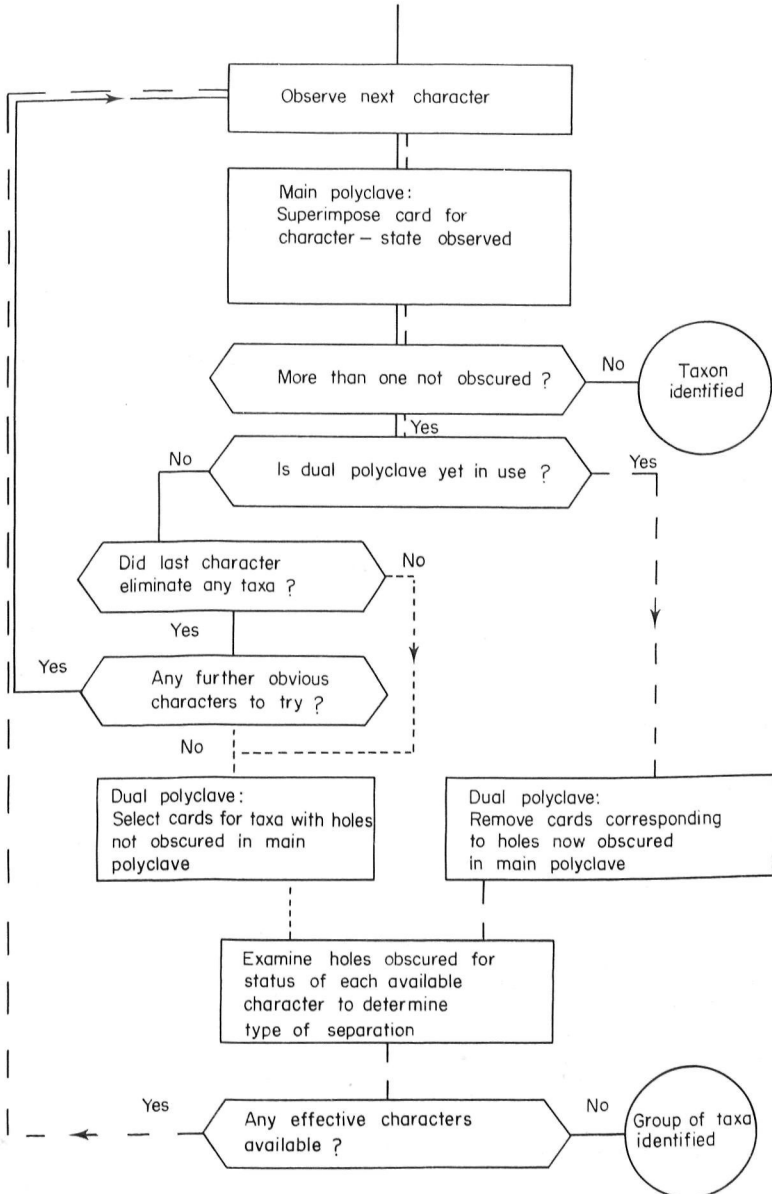 Observe next character
Main polyclave:
Superimpose card for
character – state observed
More than one not obscured ?
No
Taxon
identified
Yes
Is dual polyclave yet in use ?
No
Yes
Did last character
eliminate any taxa ?
No
Yes
Any further obvious
characters to try ?
Yes
No
Dual polyclave:
Select cards for taxa with holes
not obscured in main
polyclave
Dual polyclave:
Remove cards corresponding
to holes now obscured
in main polyclave
Examine holes obscured for
status of each available
character to determine
type of separation
Any effective characters
available ?
Yes
No
Group of taxa
identified